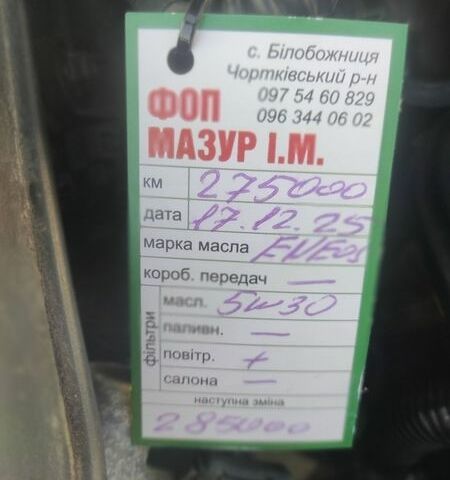 с. Білобожниця
Чортківський р-н
097 54 60 829
096 344 06 02
ФОП
МАЗУР І.М.
км 275000
дата 17.12.25
марка масла ENEOS
короб. передач —
фільтри
масл. 5w30
паливн. —
повітр. +
салона —
наступна зміна
285000